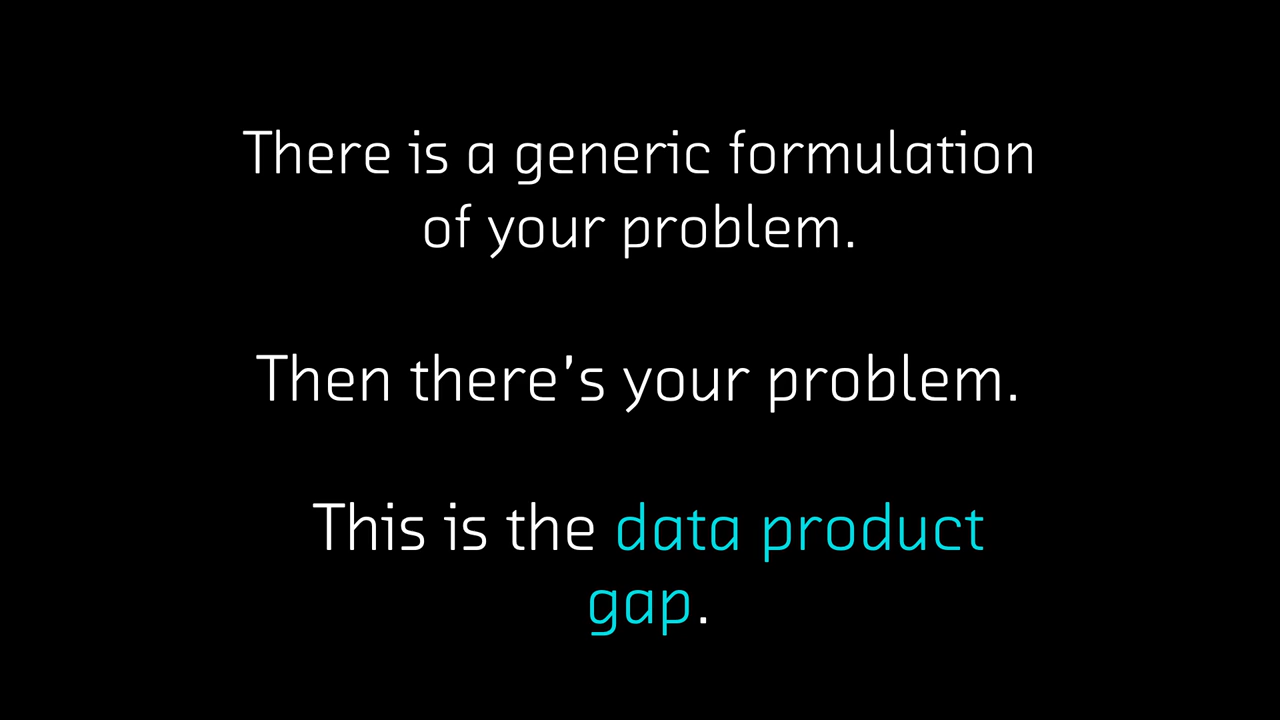 There is a generic formulation
of your problem.
Then there's your problem.
This is the data product
gap.